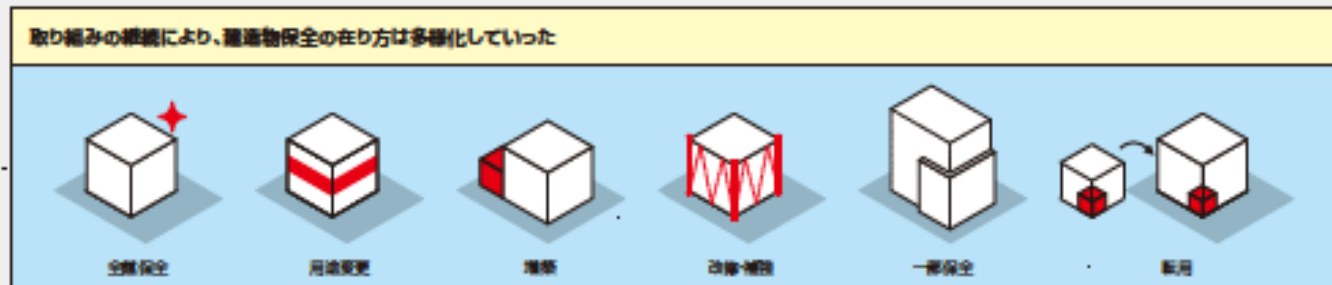 取り組みの継続により、建造物保全の在り方は多様化していった
全館保全
用途変更
増築
改修・補強
一部保全
転用